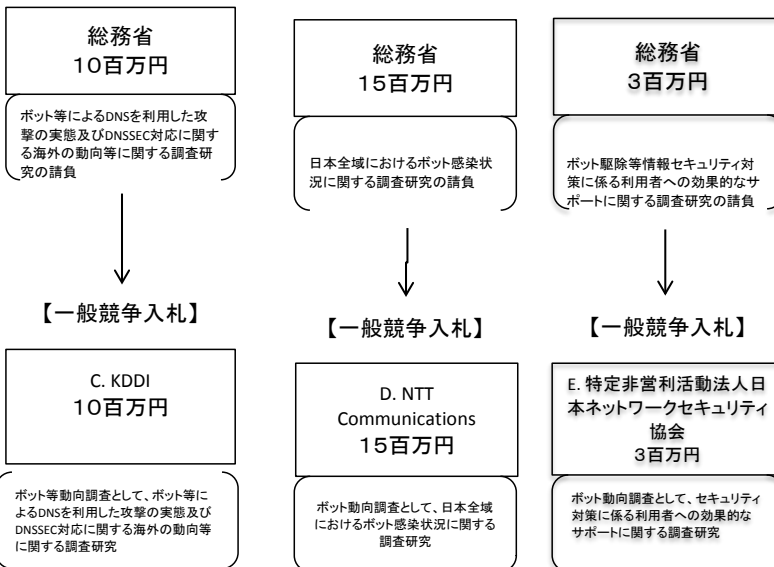 総務省
10百万円
ボット等によるDNSを利用した攻
撃の実態及びDNSSEC対応に関す
る海外の動向等に関する調査研
究の請負
【一般競争入札】
C. KDDI
10百万円
ボット等動向調査として、ボット等に
よるDNSを利用した攻撃の実態及び
DNSSEC対応に関する海外の動向等
に関する調査研究
総務省
15百万円
日本全域におけるボット感染状
況に関する調査研究の請負
【一般競争入札】
D. NTT
Communications
15百万円
ボット動向調査として、日本全域
におけるボット感染状況に関する
調査研究
総務省
3百万円
ボット駆除等情報セキュリティ対
策に係る利用者への効果的なサ
ポートに関する調査研究の請負
【一般競争入札】
E. 特定非営利活動法人日
本ネットワークセキュリティ
協会
3百万円
ボット動向調査として、セキュリティ
対策に係る利用者への効果的な
サポートに関する調査研究